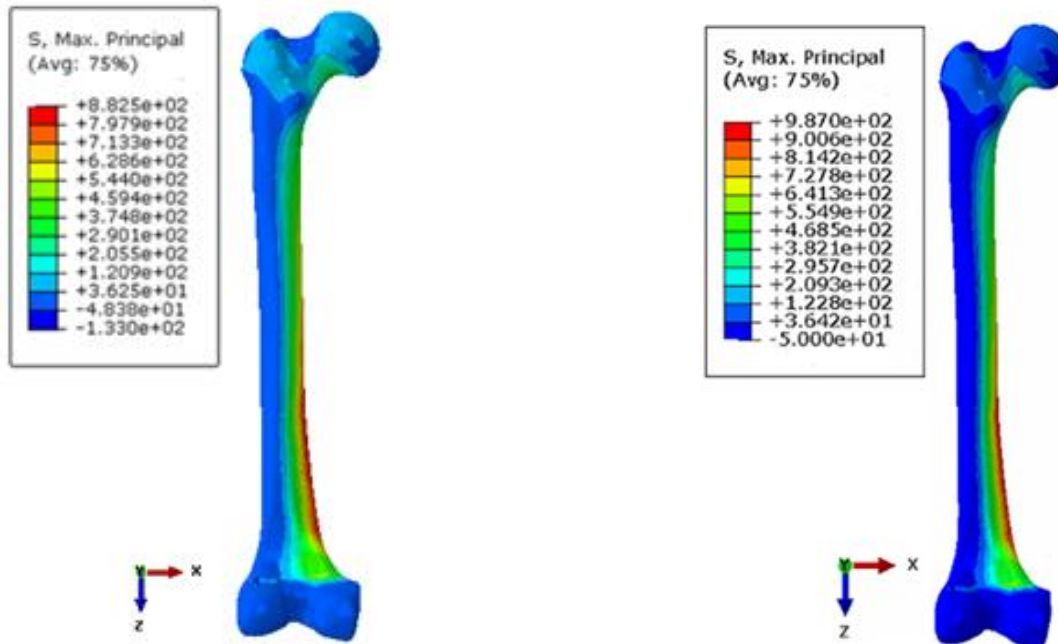 S, Max. Principal
(Avg: 75%)
+8.825e+02
+7.979e+02
+7.133e+02
+6.286e+02
+5.440e+02
+4.594e+02
+3.748e+02
+2.901e+02
+2.055e+02
+1.209e+02
+3.625e+01
-4.838e+01
-1.330e+02
Y
X
Z
S, Max. Principal
(Avg: 75%)
+9.870e+02
+9.006e+02
+8.142e+02
+7.278e+02
+6.413e+02
+5.549e+02
+4.685e+02
+3.821e+02
+2.957e+02
+2.093e+02
+1.228e+02
+3.642e+01
-5.000e+01
Y
X
Z